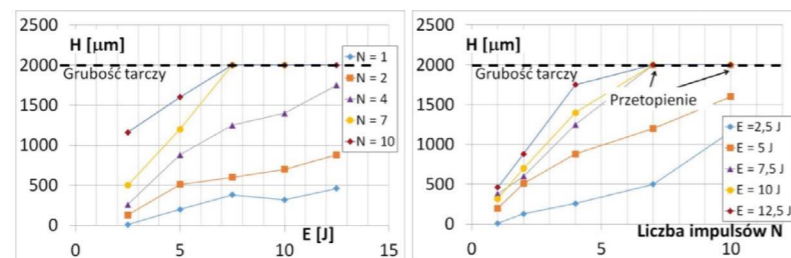 2500
H [μm]
2000
Grubość tarczy
1500
1000
500
0
0
5
10
15
E [J]
N = 1
N = 2
N = 4
N = 7
N = 10
2500
H [μm]
2000
Grubość tarczy
Przetopienie
1500
1000
500
0
0
5
10
Liczba impulsów N
E =2,5 J
E = 5 J
E = 7,5 J
E = 10 J
E = 12,5 J